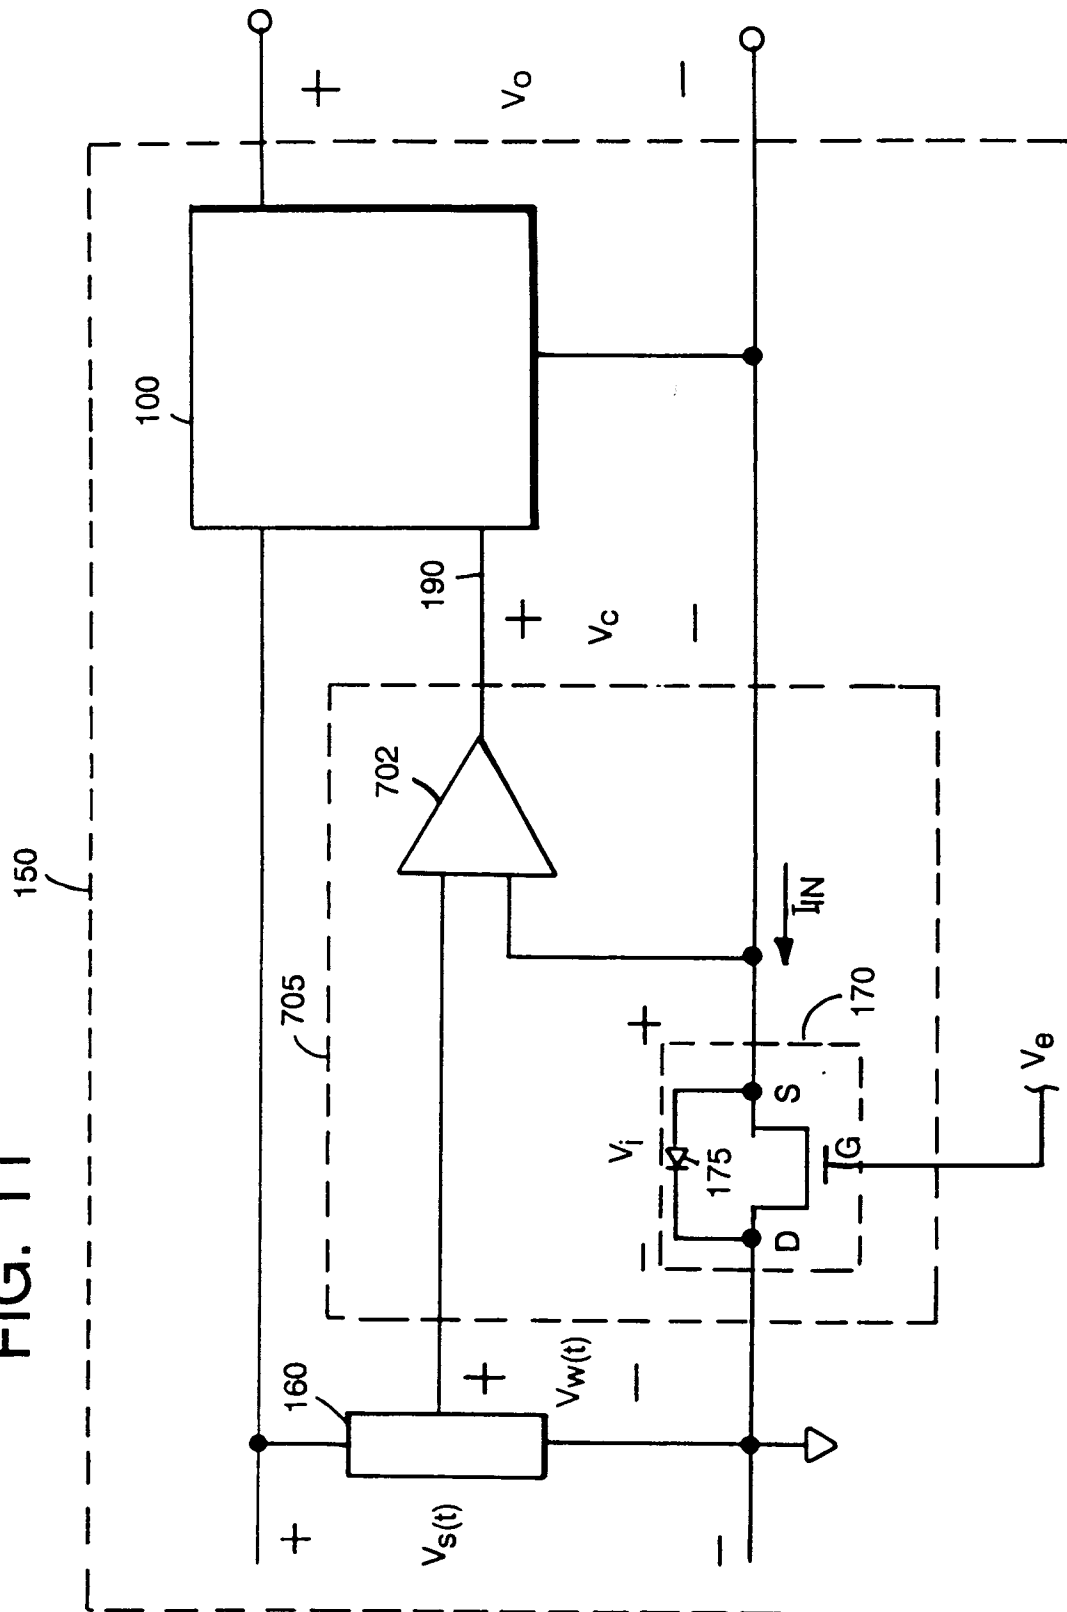 FIG. 11
150
100
+
Vo
−
190
+
Vc
−
702
705
IIN
170
+
Vi
−
175
S
D
G
Ve
160
+
Vw(t)
−
+
Vs(t)
−